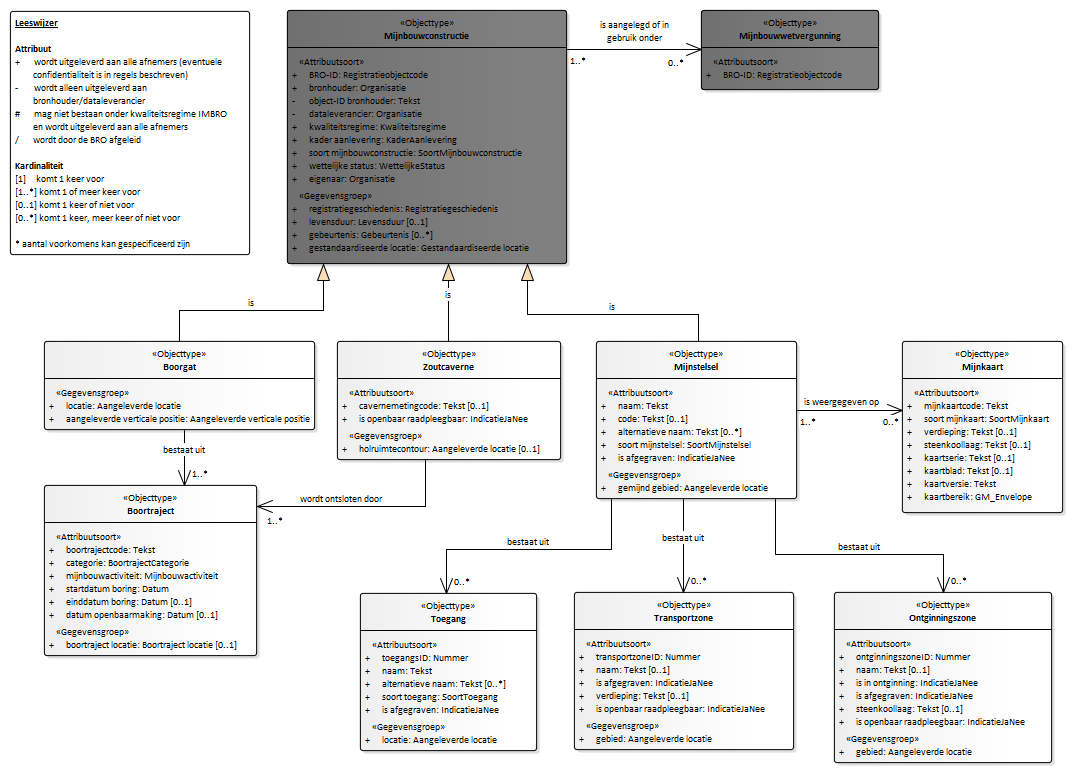 Leeswijzer
Attribuut
+ wordt uitgeleverd aan alle afnemers (eventuele
confidentialiteit is in regels beschreven)
- wordt alleen uitgeleverd aan
bronhouder/dataleverancier
# mag niet bestaan onder kwaliteitsregime IMBRO
en wordt uitgeleverd aan alle afnemers
/ wordt door de BRO afgeleid
Kardinaliteit
[1] komt 1 keer voor
[1..*] komt 1 of meer keer voor
[0..1] komt 1 keer of niet voor
[0..*] komt 1 keer, meer keer of niet voor
* aantal voorkomens kan gespecificeerd zijn
«Objecttype»
Mijnbouwconstructie
«Attribuutsoort»
+ BRO-ID: Registratieobjectcode
+ bronhouder: Organisatie
- object-ID bronhouder: Tekst
- dataleverancier: Organisatie
+ kwaliteitsregime: Kwaliteitsregime
+ kader aanlevering: KaderAanlevering
+ soort mijnbouwconstructie: SoortMijnbouwconstructie
+ wettelijke status: WettelijkeStatus
+ eigenaar: Organisatie
«Gegevensgroep»
+ registratiegeschiedenis: Registratiegeschiedenis
+ levensduur: Levensduur [0..1]
+ gebeurtenis: Gebeurtenis [0..*]
+ gestandaardiseerde locatie: Gestandaardiseerde locatie
is aangelegd of in
gebruik onder
1..*
0..*
«Objecttype»
Mijnbouwwetvergunning
«Attribuutsoort»
+ BRO-ID: Registratieobjectcode
is
is
is
«Objecttype»
Boorgat
«Gegevensgroep»
+ locatie: Aangeleverde locatie
+ aangeleverde verticale positie: Aangeleverde verticale positie
«Objecttype»
Zoutcaverne
«Attribuutsoort»
+ cavernemetingcode: Tekst [0..1]
+ is openbaar raadpleegbaar: IndicatieJaNee
«Gegevensgroep»
+ holruimtecontour: Aangeleverde locatie [0..1]
«Objecttype»
Mijnstelsel
«Attribuutsoort»
+ naam: Tekst
+ code: Tekst [0..1]
+ alternatieve naam: Tekst [0..*]
+ soort mijnstelsel: SoortMijnstelsel
+ is afgegraven: IndicatieJaNee
«Gegevensgroep»
+ gemijnd gebied: Aangeleverde locatie
is weergegeven op
1..*
0..*
«Objecttype»
Mijnkaart
«Attribuutsoort»
+ mijnkaartcode: Tekst
+ soort mijnkaart: SoortMijnkaart
+ verdieping: Tekst [0..1]
+ steenkoollaag: Tekst [0..1]
+ kaartserie: Tekst [0..1]
+ kaartblad: Tekst [0..1]
+ kaartversie: Tekst
+ kaartbereik: GM_Envelope
bestaat uit
1..*
wordt ontsloten door
1..*
«Objecttype»
Boortraject
«Attribuutsoort»
+ boortrajectcode: Tekst
+ categorie: BoortrajectCategorie
+ mijnbouwactiviteit: Mijnbouwactiviteit
+ startdatum boring: Datum
+ einddatum boring: Datum [0..1]
+ datum openbaarmaking: Datum [0..1]
«Gegevensgroep»
+ boortraject locatie: Boortraject locatie [0..1]
bestaat uit
0..*
bestaat uit
0..*
bestaat uit
0..*
«Objecttype»
Toegang
«Attribuutsoort»
+ toegangsID: Nummer
+ naam: Tekst
+ alternatieve naam: Tekst [0..*]
+ soort toegang: SoortToegang
+ is afgegraven: IndicatieJaNee
«Gegevensgroep»
+ locatie: Aangeleverde locatie
«Objecttype»
Transportzone
«Attribuutsoort»
+ transportzoneID: Nummer
+ naam: Tekst [0..1]
+ is afgegraven: IndicatieJaNee
+ verdieping: Tekst [0..1]
+ is openbaar raadpleegbaar: IndicatieJaNee
«Gegevensgroep»
+ gebied: Aangeleverde locatie
«Objecttype»
Ontginningszone
«Attribuutsoort»
+ ontginningszoneID: Nummer
+ naam: Tekst [0..1]
+ is in ontginning: IndicatieJaNee
+ is afgegraven: IndicatieJaNee
+ steenkoollaag: Tekst [0..1]
+ is openbaar raadpleegbaar: IndicatieJaNee
«Gegevensgroep»
+ gebied: Aangeleverde locatie